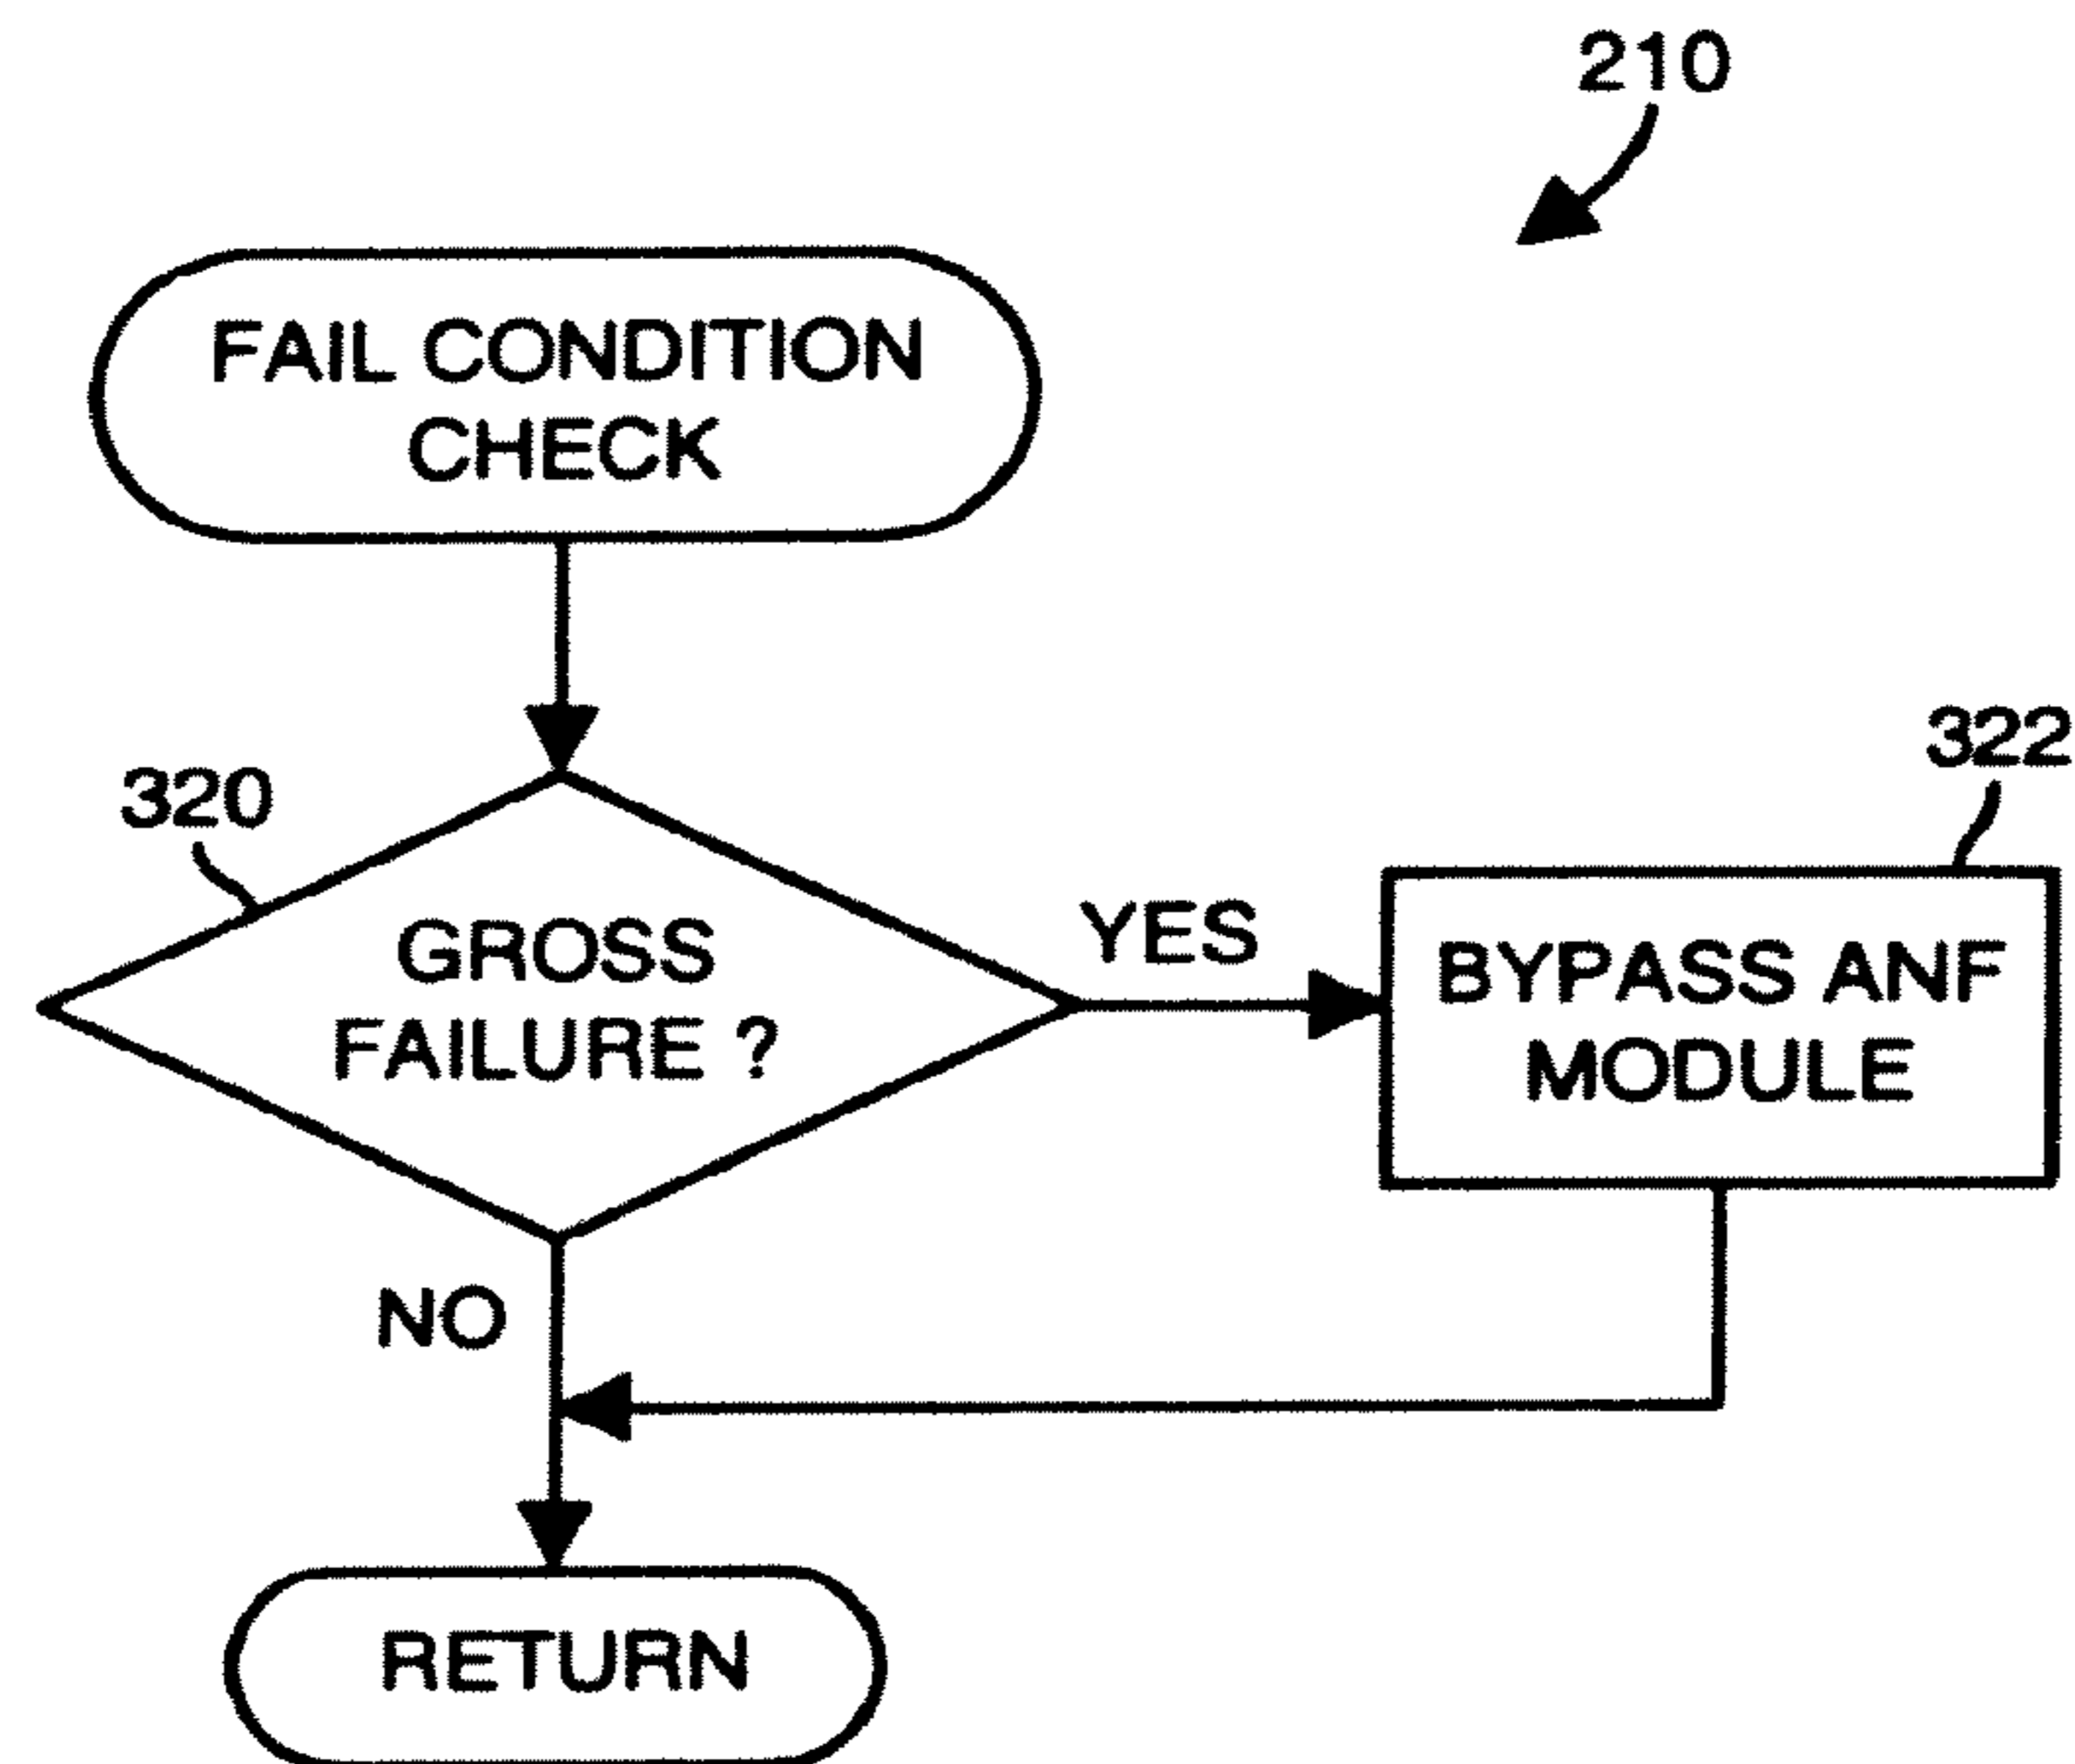 210
FAIL CONDITION
CHECK
320
GROSS
FAILURE ?
YES
322
BYPASS ANF
MODULE
NO
RETURN